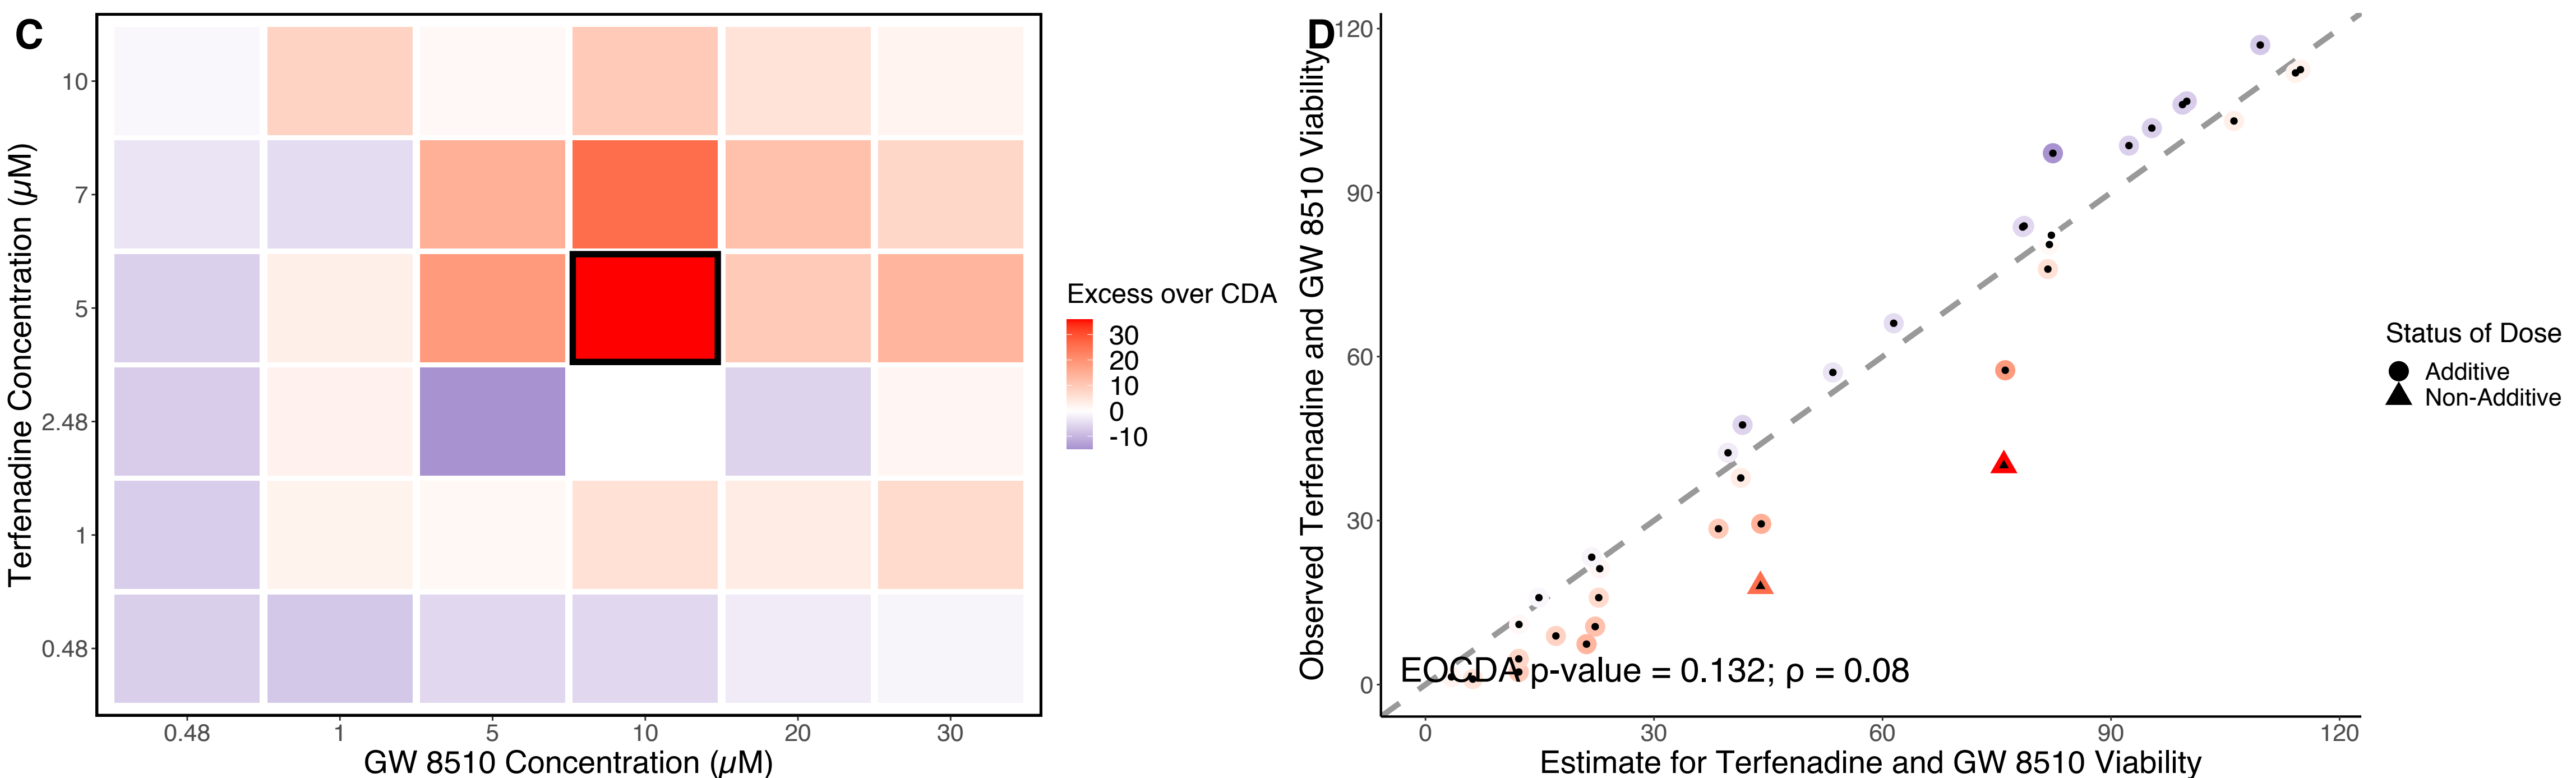 C
Terfenadine Concentration (µM)
10
7
5
2.48
1
0.48
0.48 1 5 10 20 30
GW 8510 Concentration (µM)
Excess over CDA
30
20
10
0
-10
D
Observed Terfenadine and GW 8510 Viability
120
90
60
30
0
EOCDA p-value = 0.132; ρ = 0.08
0 30 60 90 120
Estimate for Terfenadine and GW 8510 Viability
Status of Dose
Additive
Non-Additive